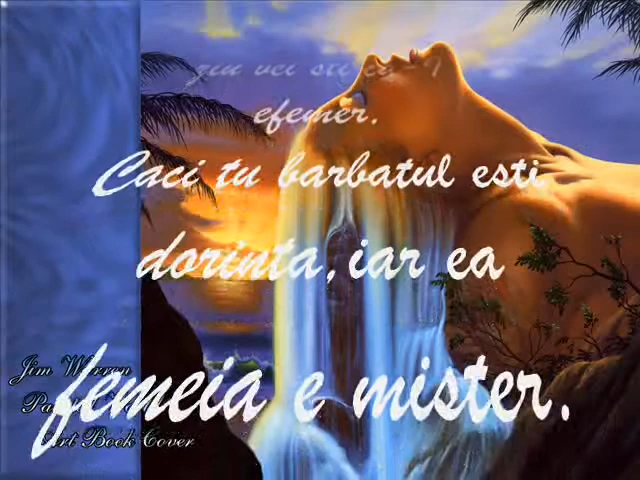 efemer.
Caci tu barbatul esti
dorinta, iar ea
femeia e mister.
Jim Warren
Art Book Cover